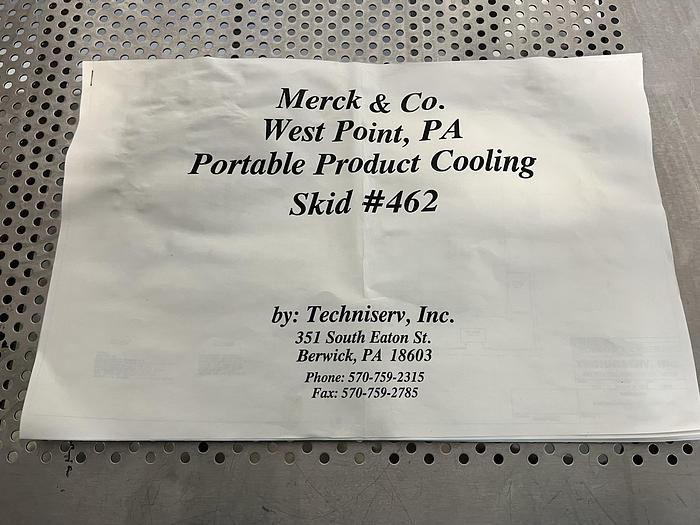 Merck & Co.
West Point, PA
Portable Product Cooling
Skid #462
by: Techniserv, Inc.
351 South Eaton St.
Berwick, PA 18603
Phone: 570-759-2315
Fax: 570-759-2785